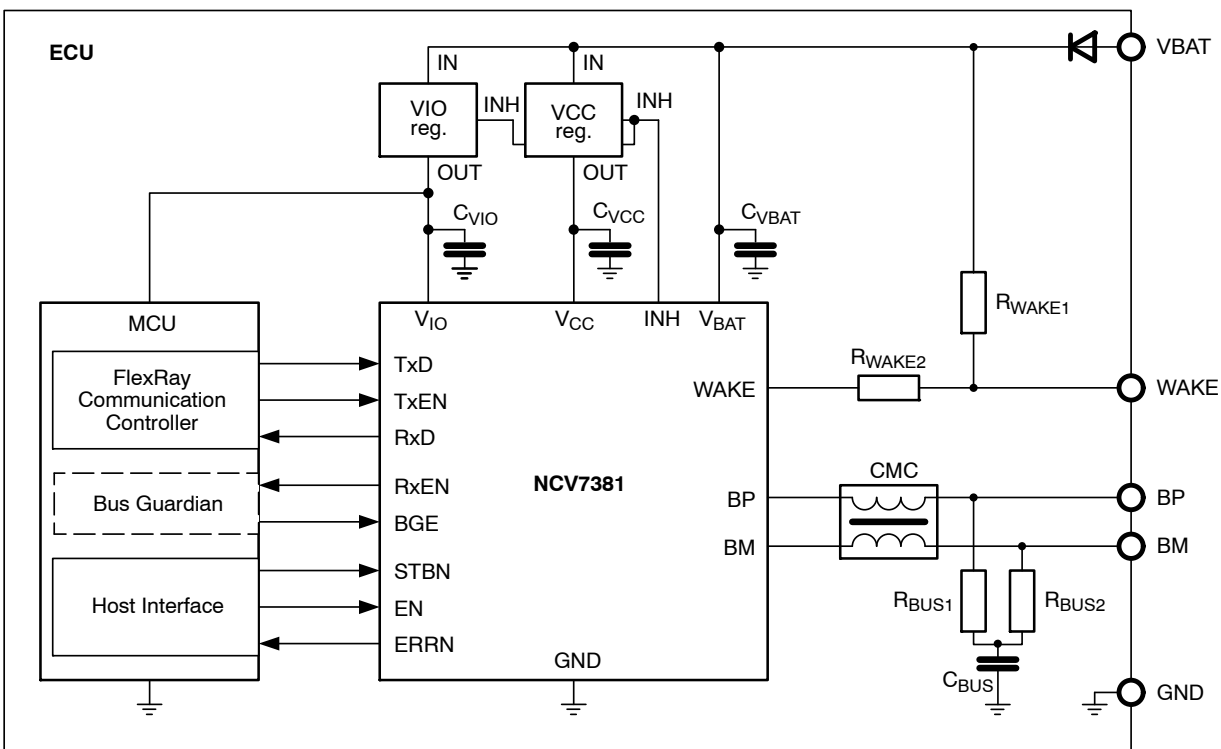 ECU
VBAT
IN
IN
VIO
reg.
INH
VCC
reg.
INH
OUT
OUT
CVIO
CVCC
CVBAT
RWAKE1
MCU
VIO
VCC
INH
VBAT
FlexRay
Communication
Controller
TxD
TxEN
RxD
WAKE
RWAKE2
WAKE
Bus Guardian
RxEN
BGE
NCV7381
CMC
BP
BP
BM
BM
Host Interface
STBN
EN
ERRN
RBUS1
RBUS2
GND
CBUS
GND